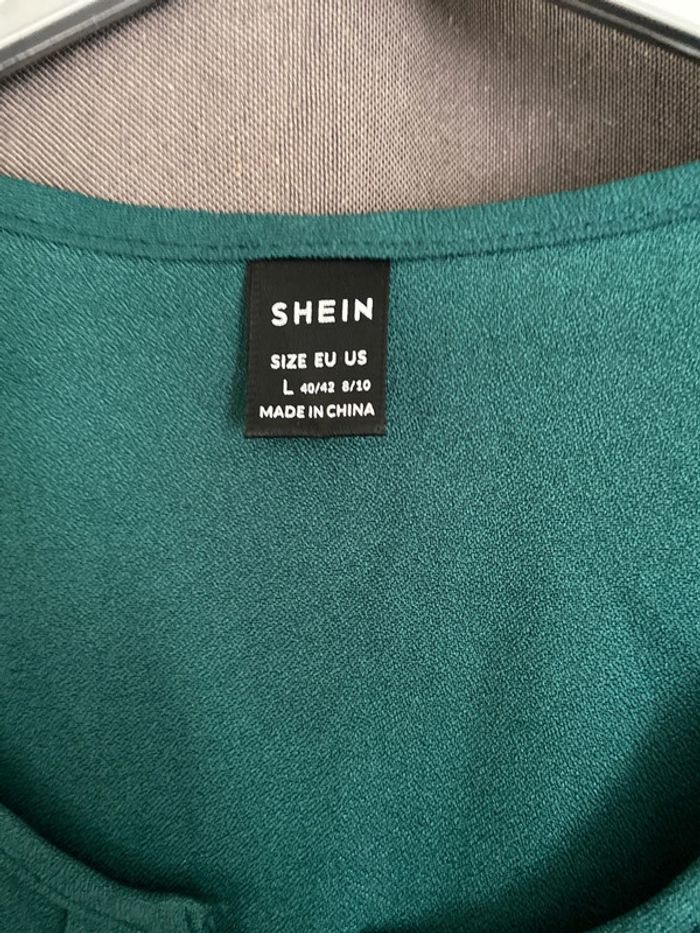 SHEIN
SIZE EU US
L 40/42 8/10
MADE IN CHINA